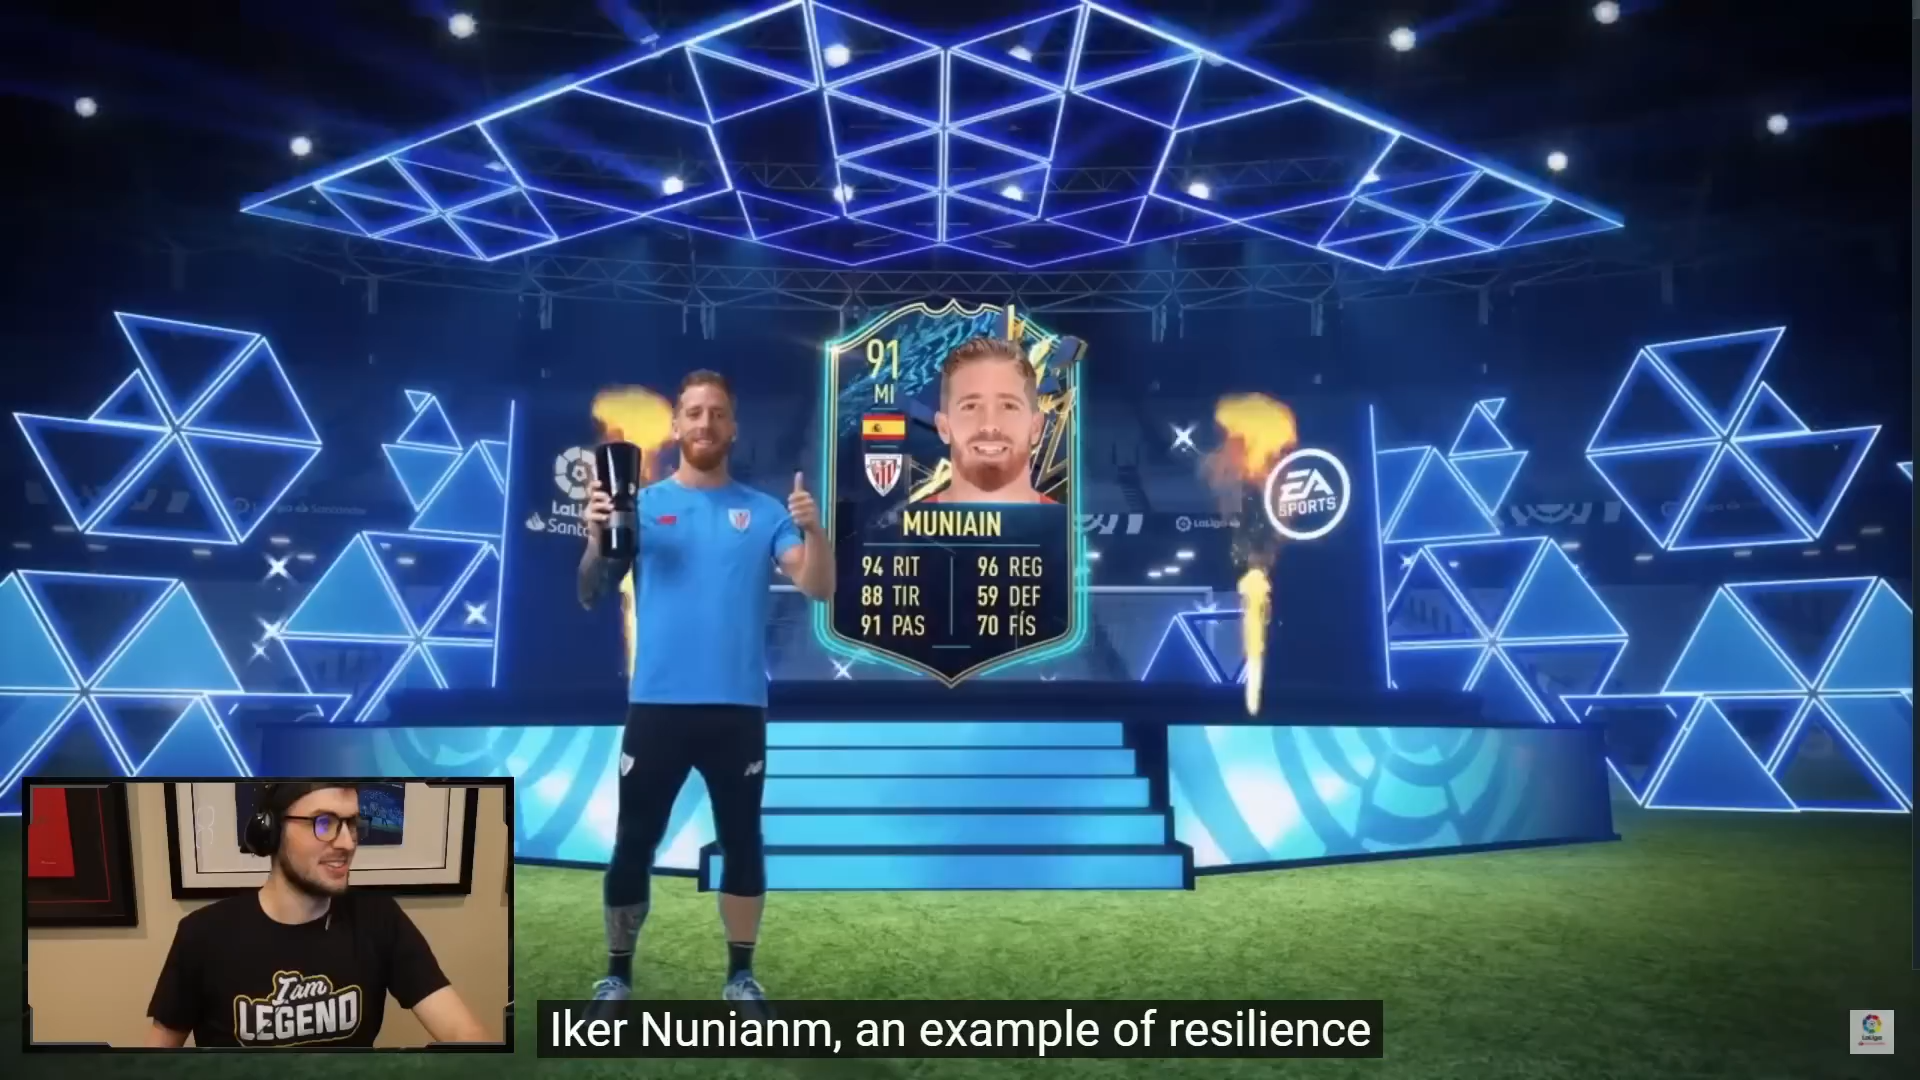 91
MI
LaLiga
Santander
EA
SPORTS
MUNIAIN
94 RIT
96 REG
88 TIR
59 DEF
91 PAS
70 FÍS
I am
LEGEND
Iker Nunianm, an example of resilience
LaLiga